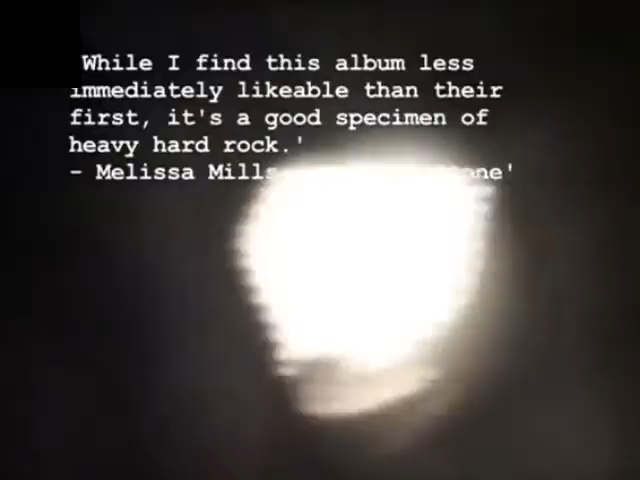 While I find this album less
immediately likeable than their
first, it's a good specimen of
heavy hard rock.'
- Melissa Mills